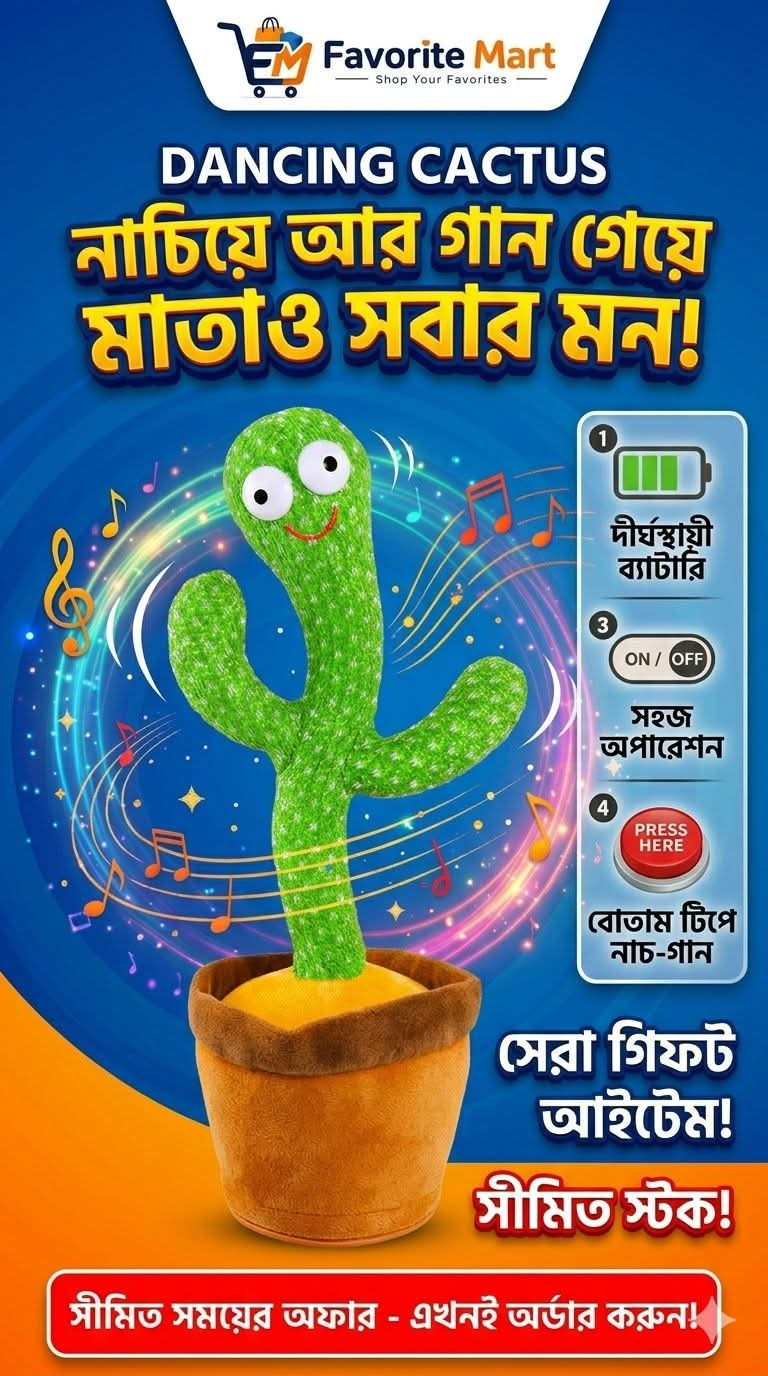 FM Favorite Mart
Shop Your Favorites
DANCING CACTUS
নাচিয়ে আর গান গেয়ে
মাতাও সবার মন!
1
দীর্ঘস্থায়ী
ব্যাটারি
3
ON / OFF
সহজ
অপারেশন
4
PRESS
HERE
বোতাম টিপে
নাচ-গান
সেরা গিফট
আইটেম!
সীমিত স্টক!
সীমিত সময়ের অফার - এখনই অর্ডার করুন!